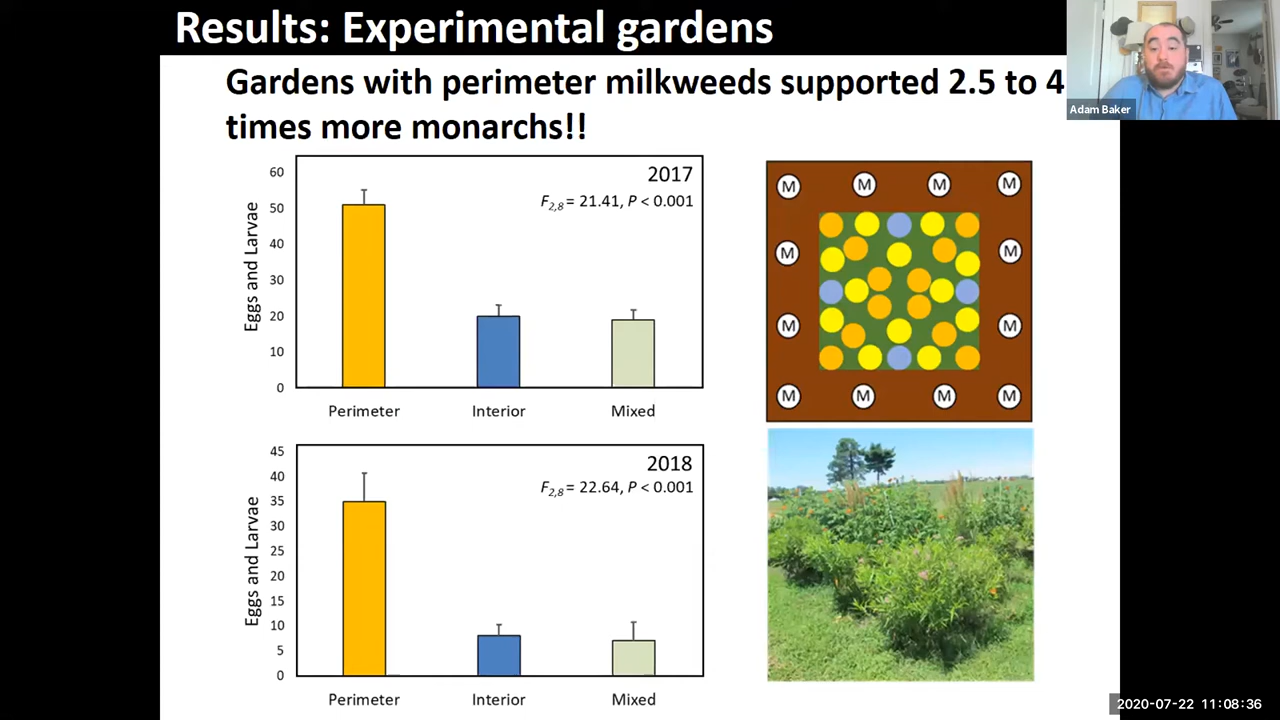 Results: Experimental gardens
Gardens with perimeter milkweeds supported 2.5 to 4
times more monarchs!!
Adam Baker
2017
F2,8 = 21.41, P < 0.001
Eggs and Larvae
60
50
40
30
20
10
0
Perimeter Interior Mixed
M M M M
M M
M M
M M M M
2018
F2,8 = 22.64, P < 0.001
Eggs and Larvae
45
40
35
30
25
20
15
10
5
0
Perimeter Interior Mixed
2020-07-22 11:08:36